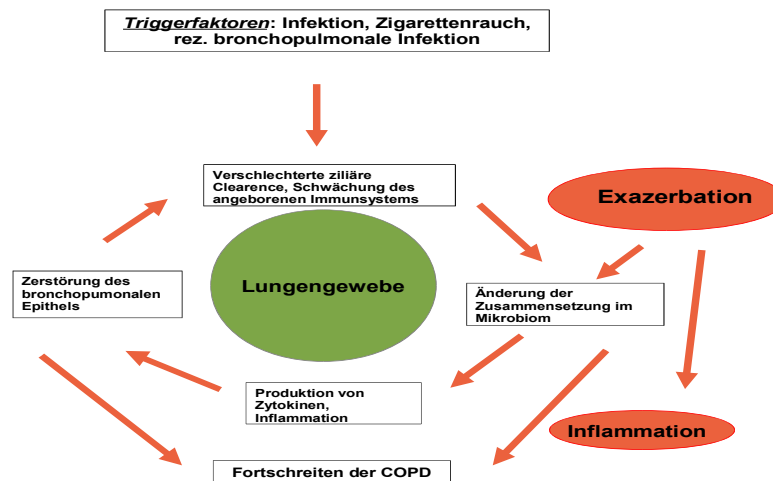 Triggerfaktoren: Infektion, Zigarettenrauch,
rez. bronchopulmonale Infektion
Verschlechterte ziliäre
Clearence, Schwächung des
angeborenen Immunsystems
Exazerbation
Lungengewebe
Zerstörung des
bronchopumonalen
Epithels
Änderung der
Zusammensetzung im
Mikrobiom
Produktion von
Zytokinen,
Inflammation
Inflammation
Fortschreiten der COPD